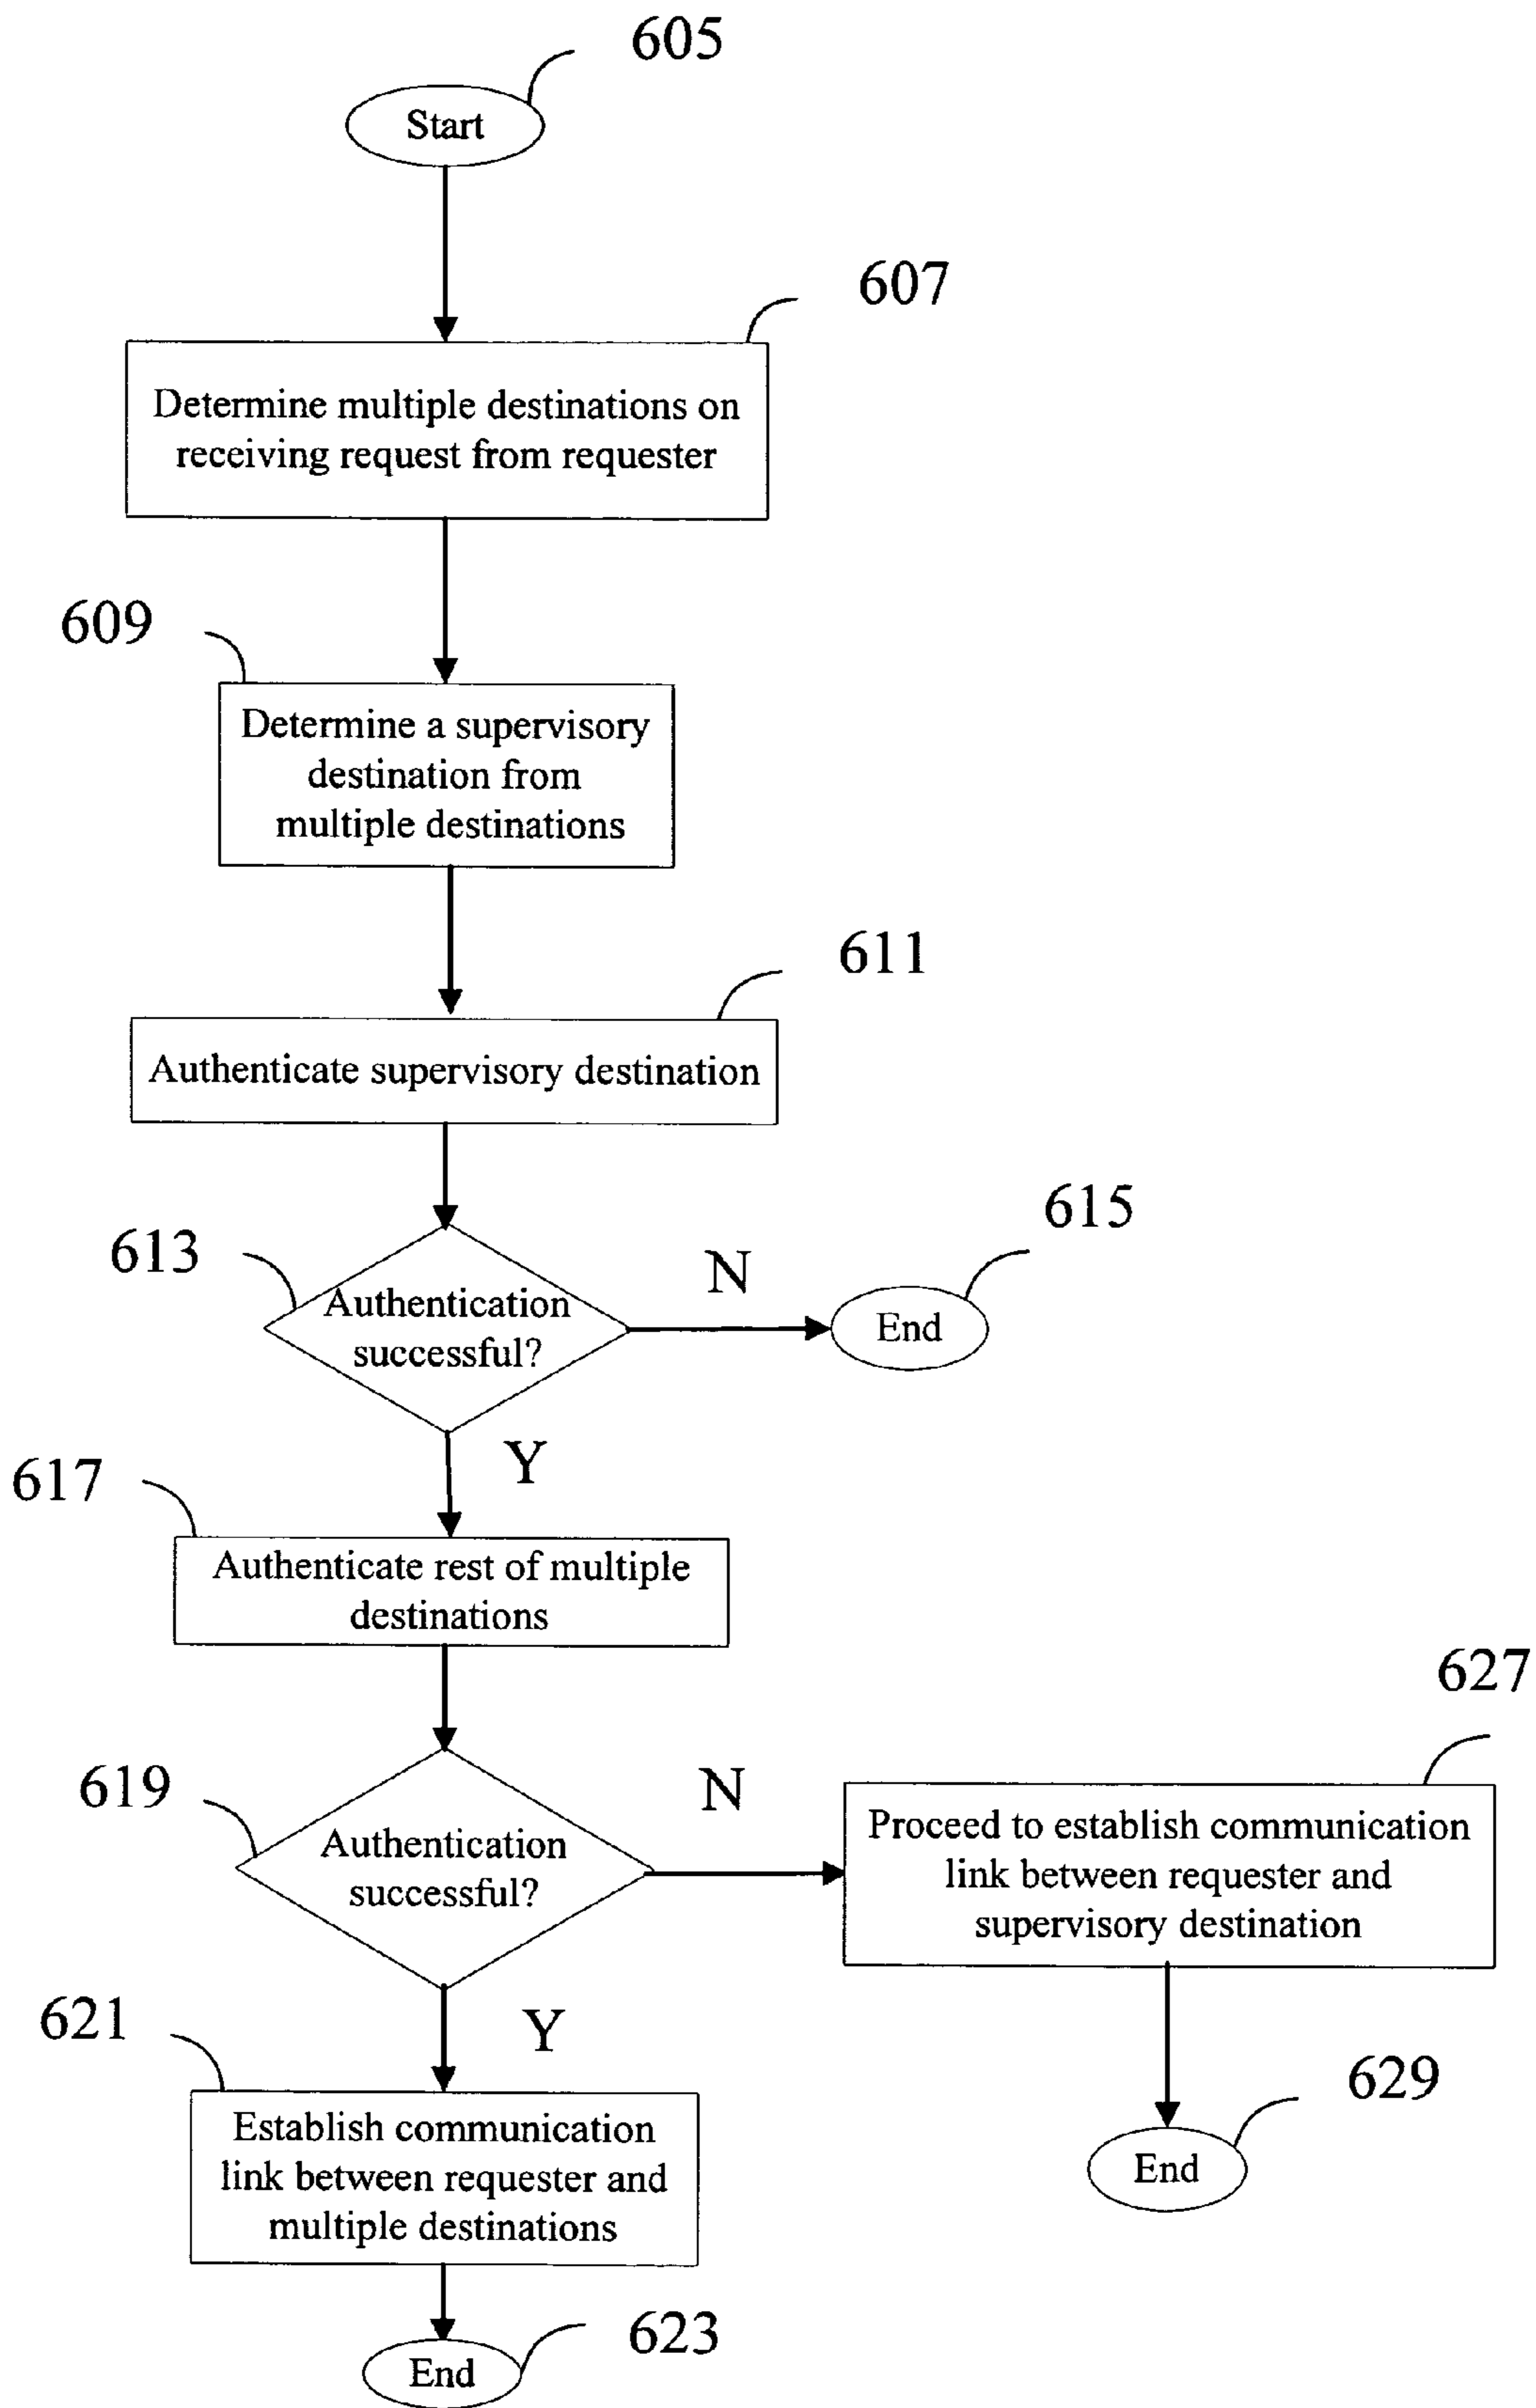 605
Start
607
Determine multiple destinations on
receiving request from requester
609
Determine a supervisory
destination from
multiple destinations
611
Authenticate supervisory destination
613
Authentication
successful?
N
615
End
Y
617
Authenticate rest of multiple
destinations
619
Authentication
successful?
N
627
Proceed to establish communication
link between requester and
supervisory destination
Y
621
Establish communication
link between requester and
multiple destinations
629
End
623
End